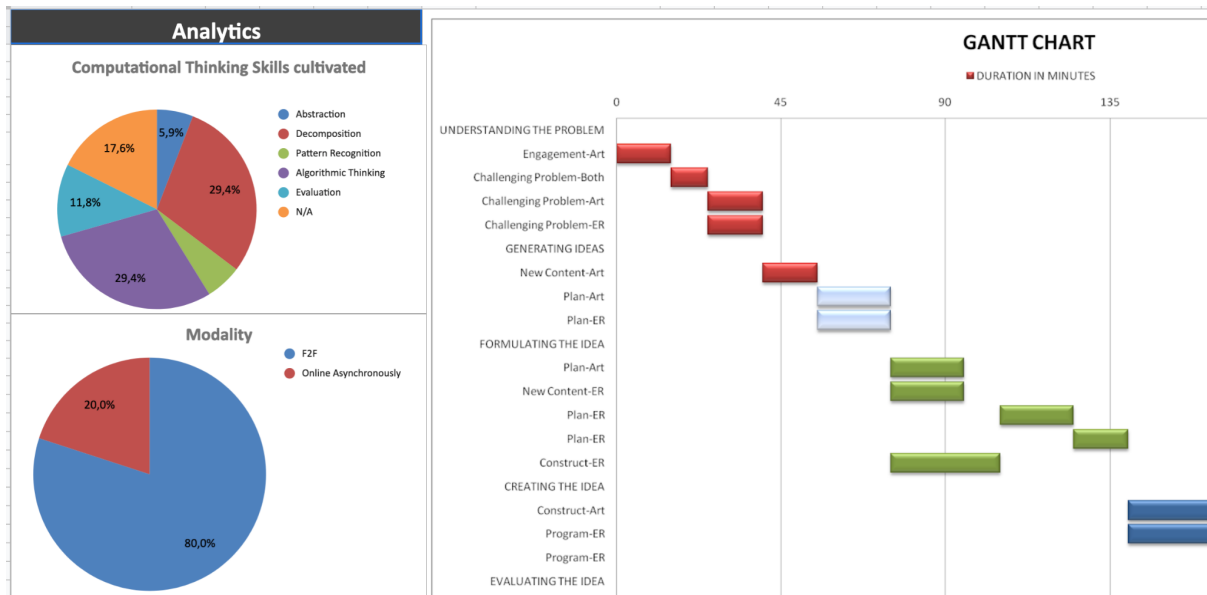 Analytics
Computational Thinking Skills cultivated
5,9%
29,4%
29,4%
11,8%
17,6%
Abstraction
Decomposition
Pattern Recognition
Algorithmic Thinking
Evaluation
N/A
Modality
20,0%
80,0%
F2F
Online Asynchronously
GANTT CHART
DURATION IN MINUTES
0 45 90 135
UNDERSTANDING THE PROBLEM
Engagement-Art
Challenging Problem-Both
Challenging Problem-Art
Challenging Problem-ER
GENERATING IDEAS
New Content-Art
Plan-Art
Plan-ER
FORMULATING THE IDEA
Plan-Art
New Content-ER
Plan-ER
Plan-ER
Construct-ER
CREATING THE IDEA
Construct-Art
Program-ER
Program-ER
EVALUATING THE IDEA